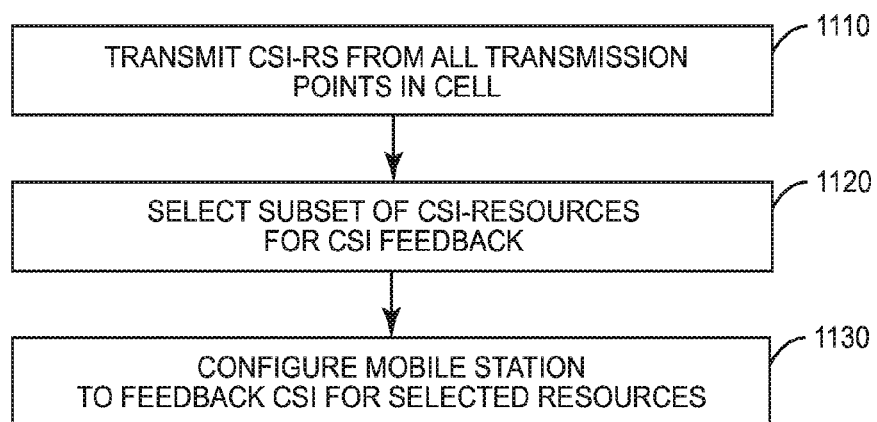 1110
TRANSMIT CSI-RS FROM ALL TRANSMISSION
POINTS IN CELL
1120
SELECT SUBSET OF CSI-RESOURCES
FOR CSI FEEDBACK
1130
CONFIGURE MOBILE STATION
TO FEEDBACK CSI FOR SELECTED RESOURCES